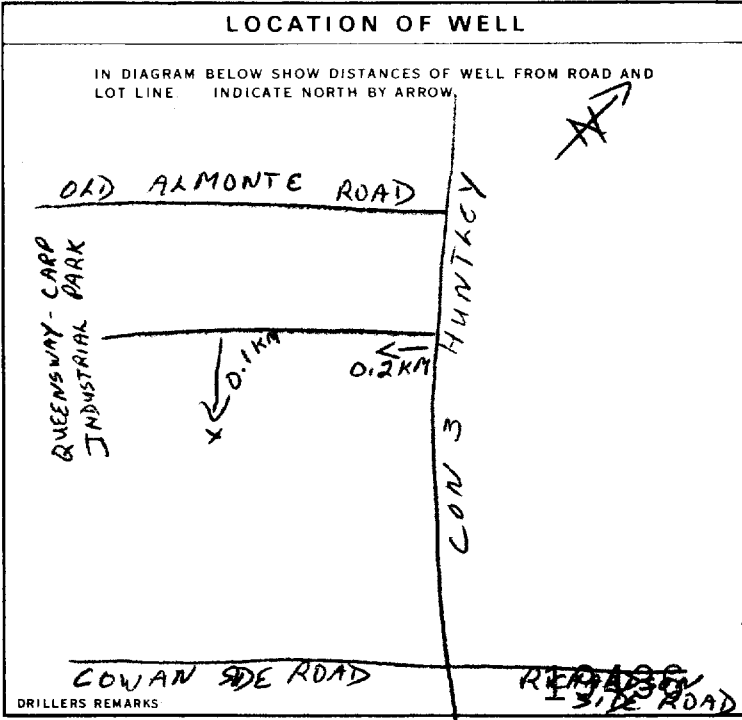 LOCATION OF WELL
IN DIAGRAM BELOW SHOW DISTANCES OF WELL FROM ROAD AND
LOT LINE. INDICATE NORTH BY ARROW.
N
OLD ALMONTE ROAD
CON 3 HUNTLEY
QUEENSWAY-CARP
INDUSTRIAL PARK
0.1KM
0.2KM
X
COWAN SIDE ROAD
RICHARDSON
SIDE ROAD
DRILLERS REMARKS